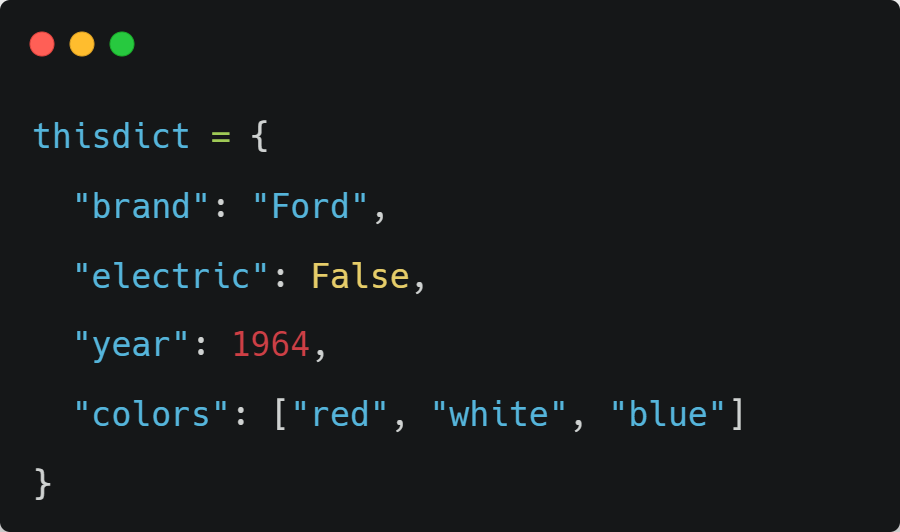 thisdict = {
  "brand": "Ford",
  "electric": False,
  "year": 1964,
  "colors": ["red", "white", "blue"]
}